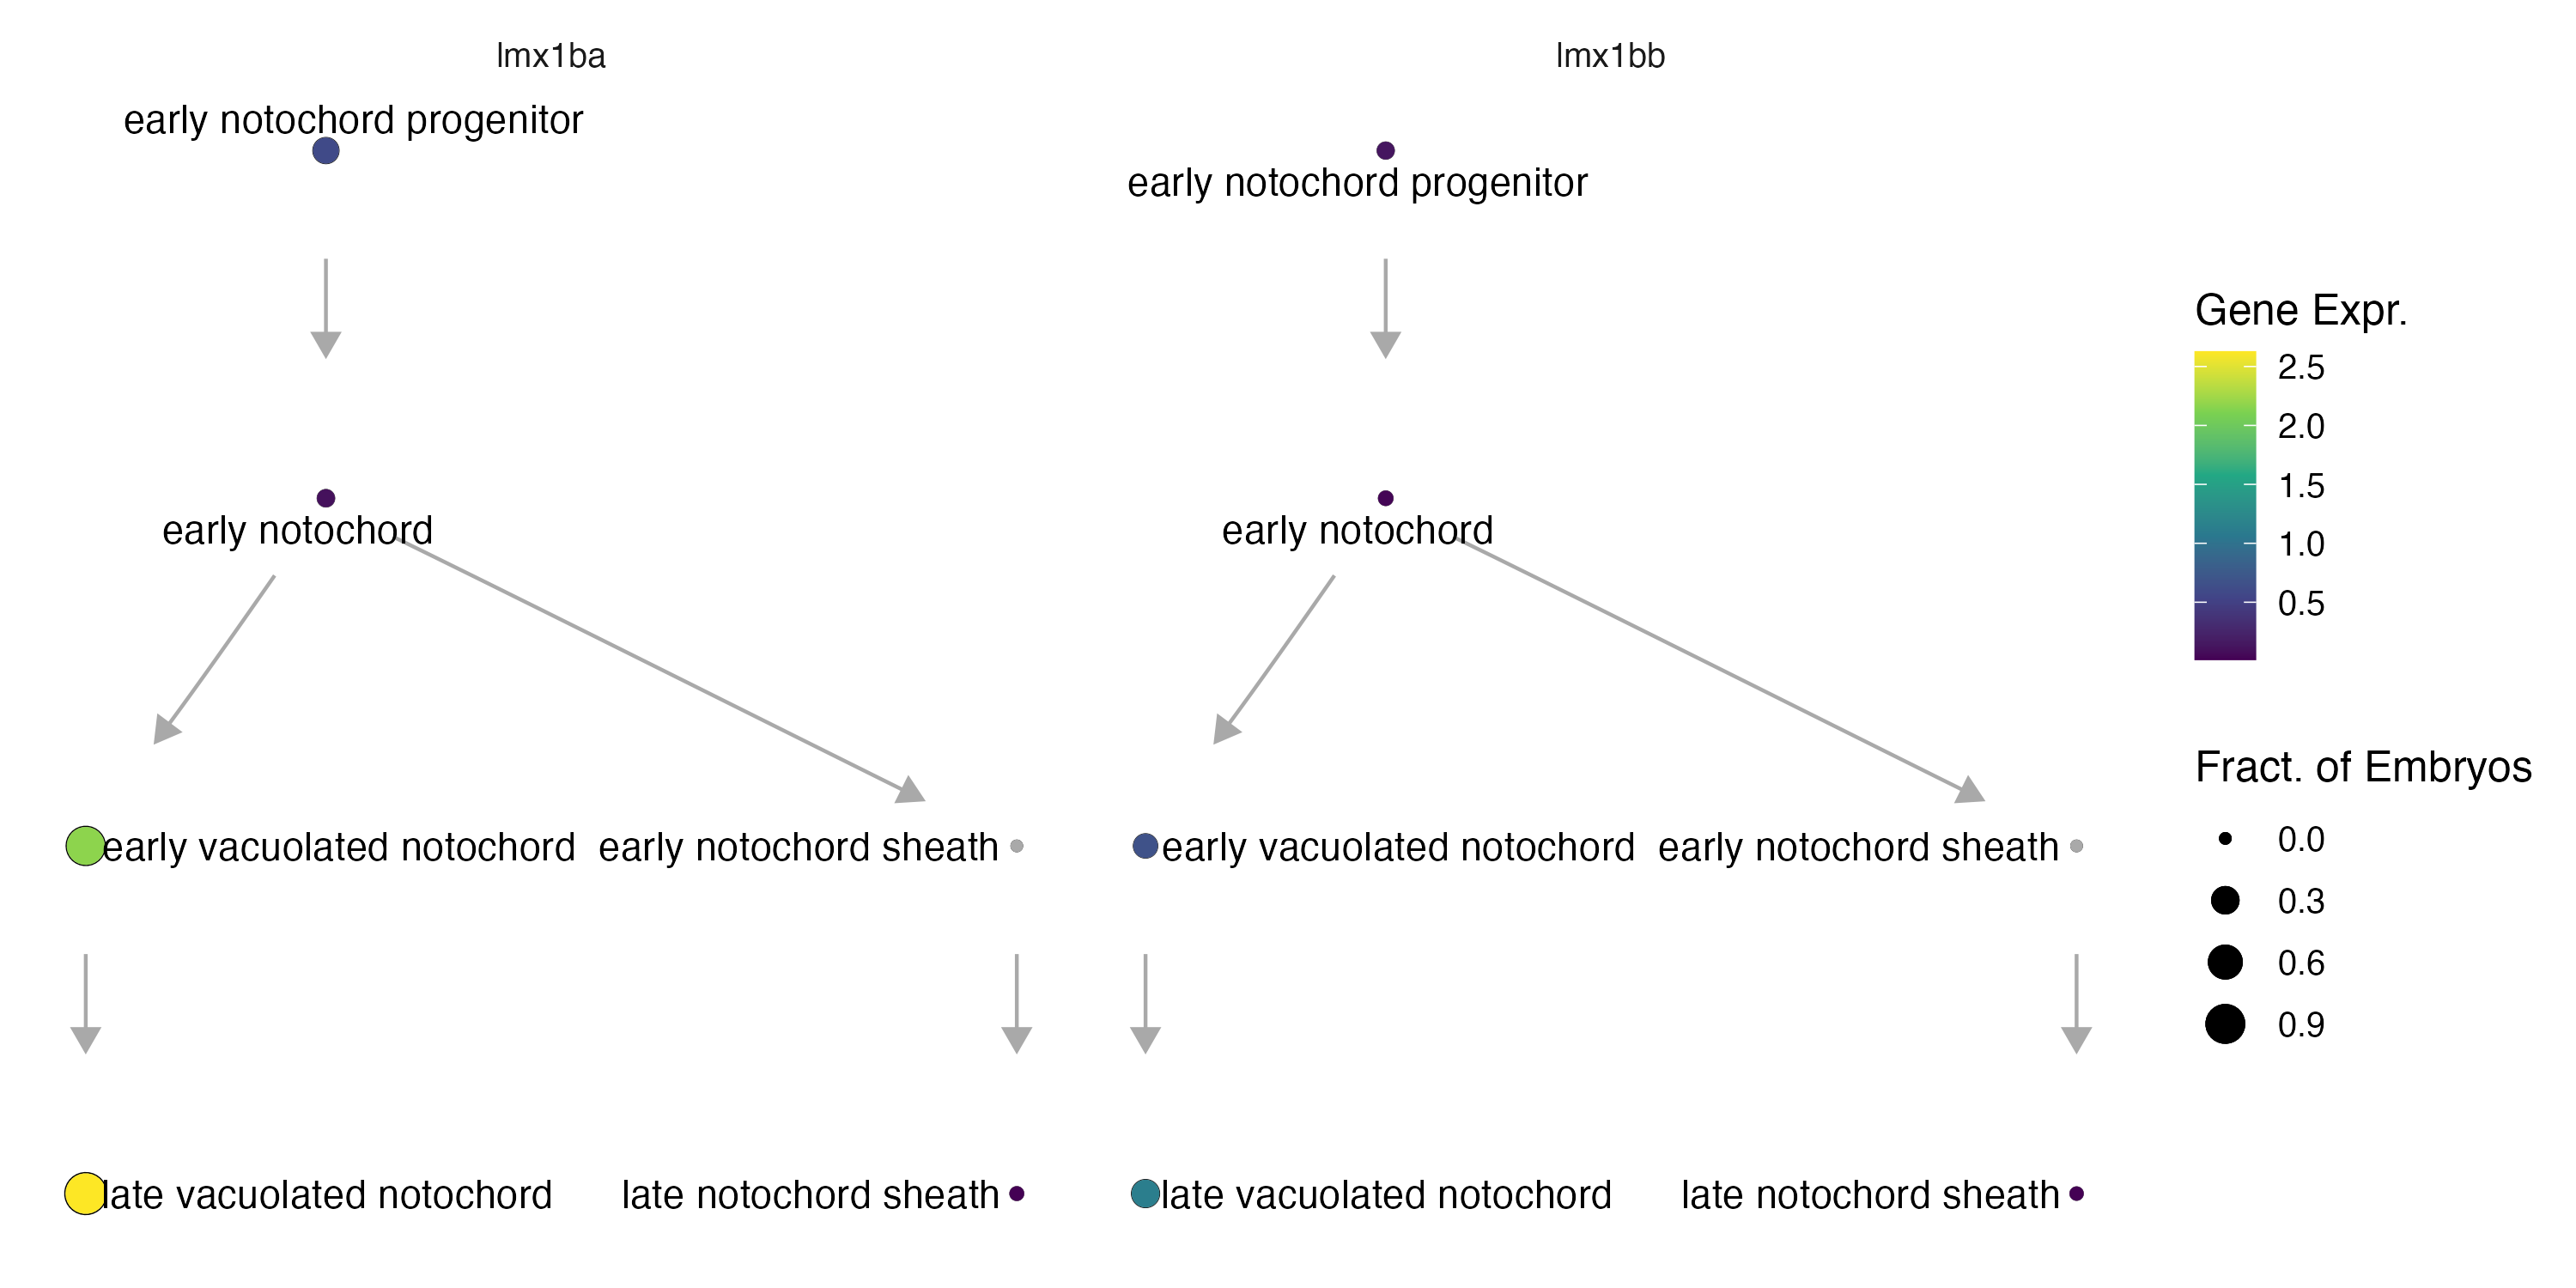 lmx1ba
early notochord progenitor
early notochord
early vacuolated notochord
early notochord sheath
late vacuolated notochord
late notochord sheath
lmx1bb
early notochord progenitor
early notochord
early vacuolated notochord
early notochord sheath
late vacuolated notochord
late notochord sheath
Gene Expr.
2.5
2.0
1.5
1.0
0.5
Fract. of Embryos
0.0
0.3
0.6
0.9